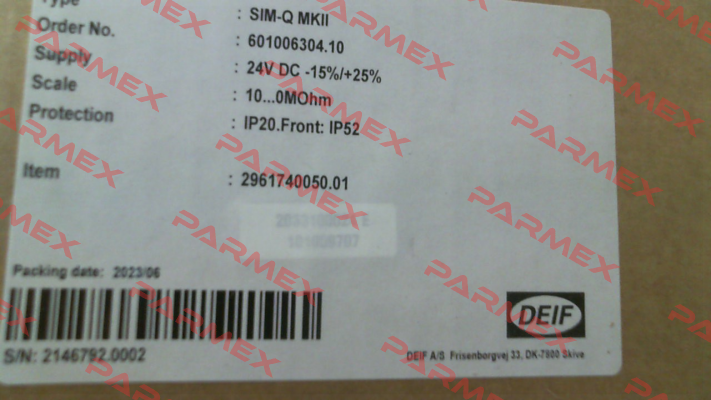 Type : SIM-Q MKII
Order No. : 601006304.10
Supply : 24V DC -15%/+25%
Scale : 10...0MOhm
Protection : IP20.Front: IP52
Item : 2961740050.01
Packing date: 2023/06
S/N: 2146792.0002
DEIF
DEIF A/S Frisenborgvej 33, DK-7800 Skive
PARMEX